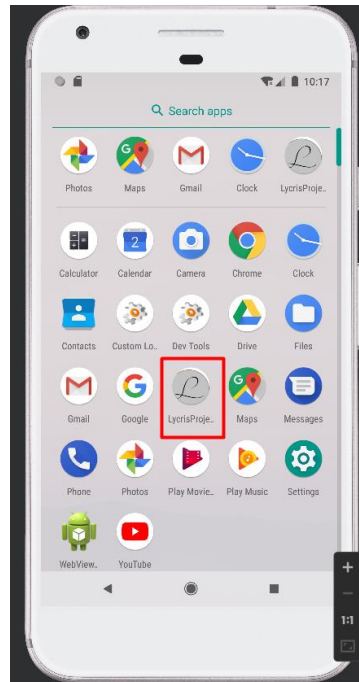 10:17
Search apps
Photos Maps Gmail Clock LycrisProje..
Calculator Calendar Camera Chrome Clock
2
Contacts Custom Lo.. Dev Tools Drive Files
G
L L
Gmail Google LycrisProje.. Maps Messages
Phone Photos Play Movie.. Play Music Settings
WebView.. YouTube
1:1